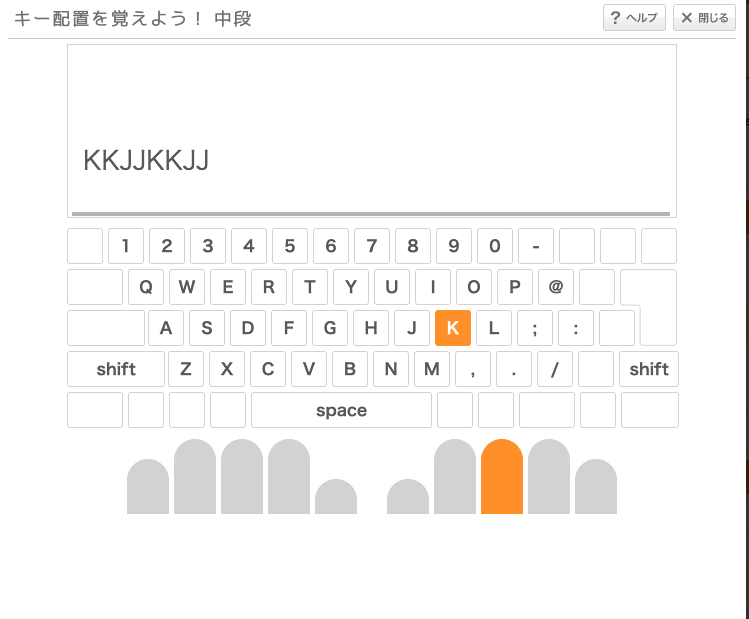 キー配置を覚えよう！ 中段
? ヘルプ
× 閉じる
KKJJKKJJ
1 2 3 4 5 6 7 8 9 0 -
Q W E R T Y U I O P @
A S D F G H J K L ; :
shift Z X C V B N M , . / shift
space